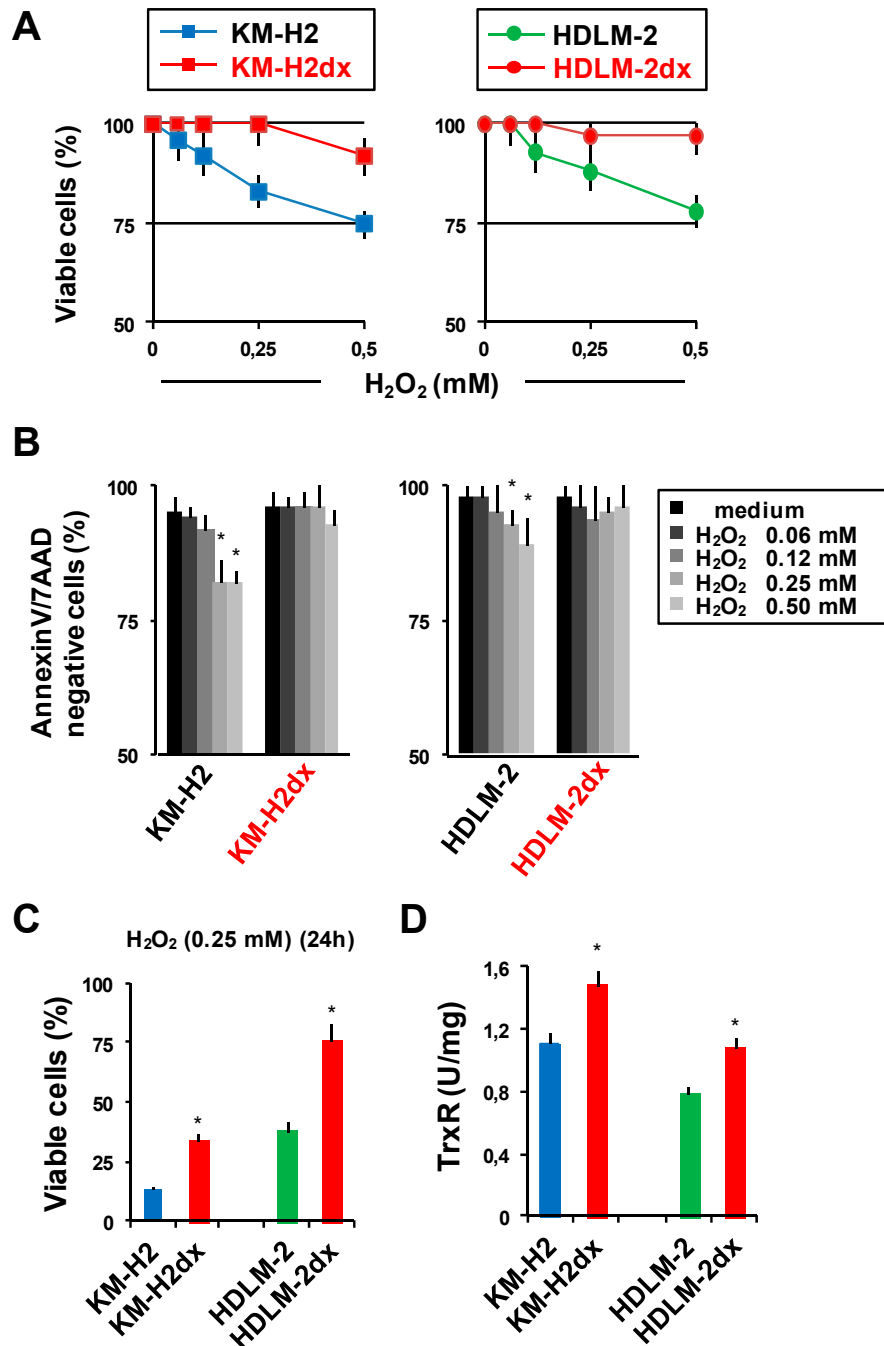 A
KM-H2
KM-H2dx
HDLM-2
HDLM-2dx
Viable cells (%)
100
75
50
0
0,25
0,5
100
75
50
0
0,25
0,5
H₂O₂ (mM)
B
AnnexinV/7AAD
negative cells (%)
100
75
50
* *
KM-H2
KM-H2dx
100
75
50
* *
HDLM-2
HDLM-2dx
medium
H₂O₂ 0.06 mM
H₂O₂ 0.12 mM
H₂O₂ 0.25 mM
H₂O₂ 0.50 mM
C
H₂O₂ (0.25 mM) (24h)
Viable cells (%)
100
75
50
25
0
*
*
KM-H2
KM-H2dx
HDLM-2
HDLM-2dx
D
TrxR (U/mg)
1,6
1,2
0,8
0,4
0
*
*
KM-H2
KM-H2dx
HDLM-2
HDLM-2dx